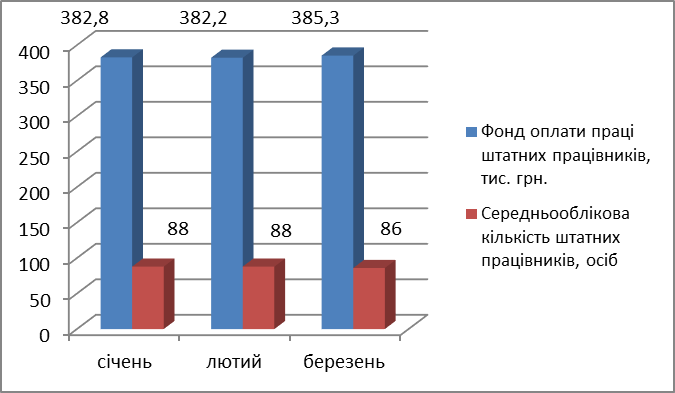 382,8 382,2 385,3
400
350
300
250
200
150
100
50
0
88 88 86
січень лютий березень
Фонд оплати праці
штатних працівників,
тис. грн.
Середньооблікова
кількість штатних
працівників, осіб